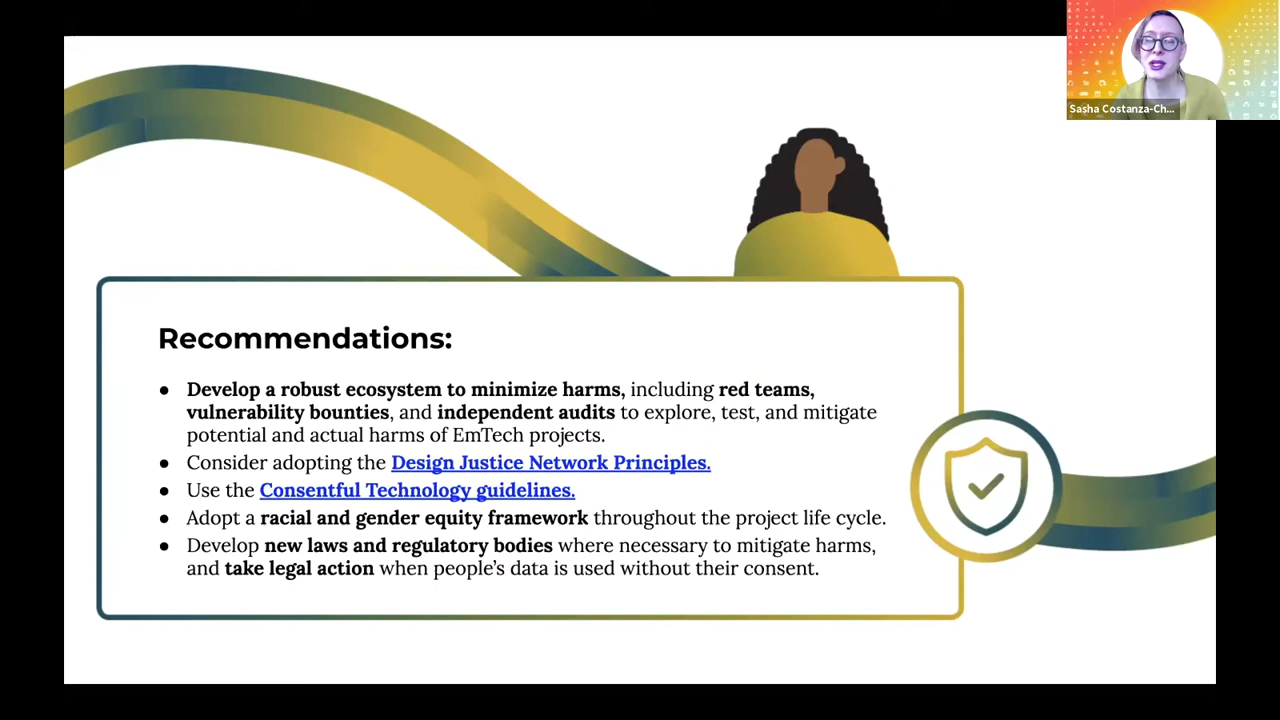 Sasha Costanza-Ch...
Recommendations:
● Develop a robust ecosystem to minimize harms, including red teams,
vulnerability bounties, and independent audits to explore, test, and mitigate
potential and actual harms of EmTech projects.
● Consider adopting the Design Justice Network Principles.
● Use the Consentful Technology guidelines.
● Adopt a racial and gender equity framework throughout the project life cycle.
● Develop new laws and regulatory bodies where necessary to mitigate harms,
and take legal action when people’s data is used without their consent.